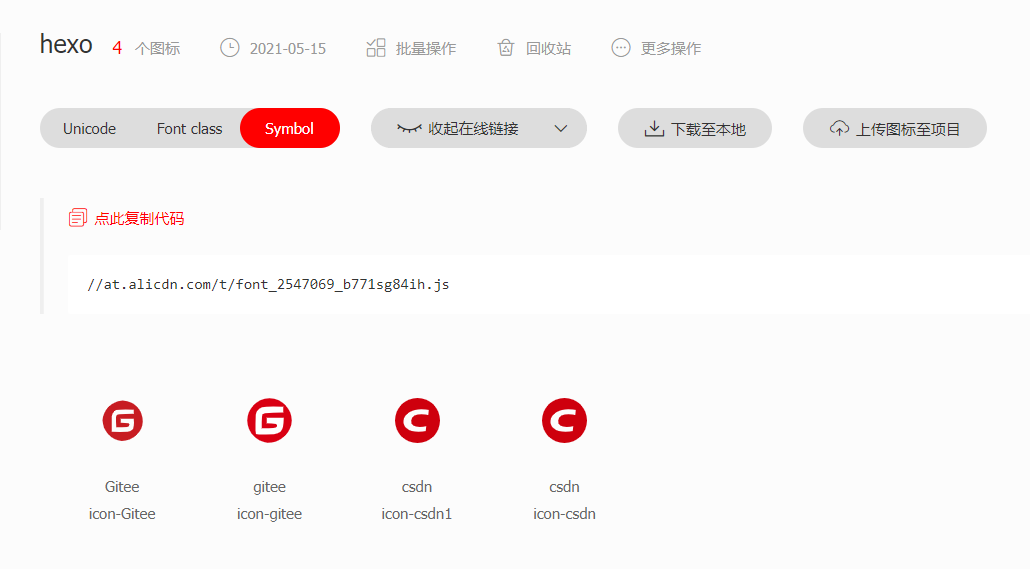 hexo 4 个图标 2021-05-15 批量操作 回收站 更多操作
Unicode Font class Symbol 收起在线链接 下载至本地 上传图标至项目
点此复制代码
//at.alicdn.com/t/font_2547069_b771sg84ih.js
G G C C
Gitee gitee csdn csdn
icon-Gitee icon-gitee icon-csdn1 icon-csdn